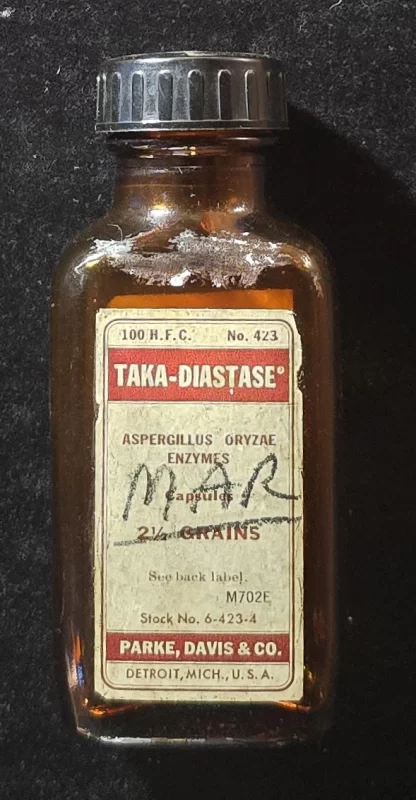 100 H.F.C. No. 423
TAKA-DIASTASE®
ASPERGILLUS ORYZAE
ENZYMES
MAR
Capsules
2½ GRAINS
See back label.
M702E
Stock No. 6-423-4
PARKE, DAVIS & CO.
DETROIT, MICH., U. S. A.